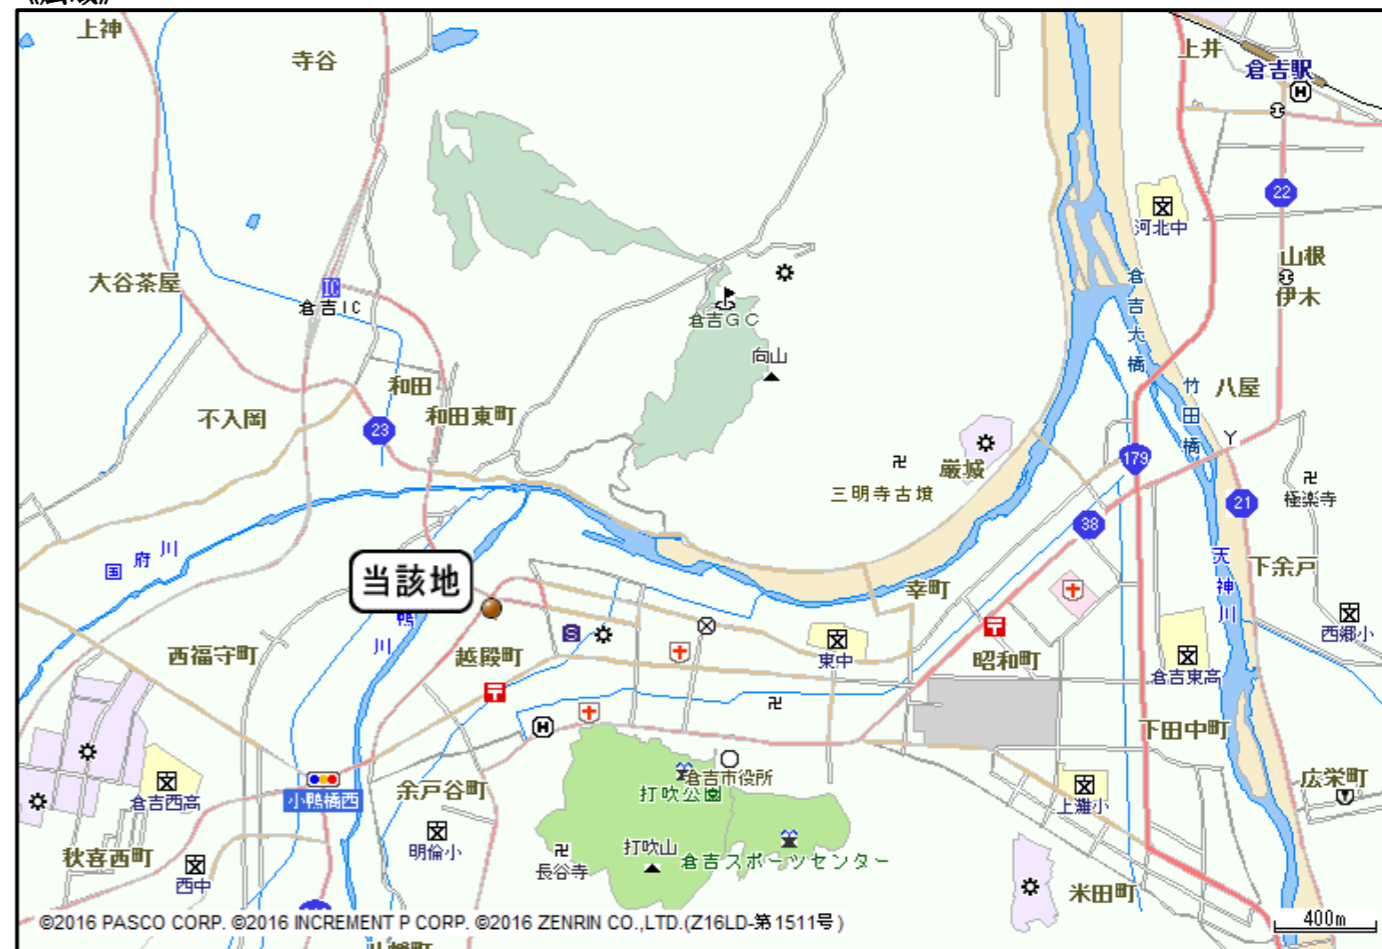 上神
寺谷
上井
倉吉駅
22
河北中
山根
伊木
大谷茶屋
IC
倉吉IC
倉吉GC
向山
倉吉大橋
竹田橋
八屋
和田
和田東町
不入岡
23
179
厳城
三明寺古墳
極楽寺
21
38
国府川
当該地
鴨川
天神川
下余戸
幸町
西郷小
西福守町
越殿町
S
東中
昭和町
倉吉東高
下田中町
倉吉西高
小鴨橋西
余戸谷町
倉吉市役所
打吹公園
広栄町
上灘小
明倫小
秋喜西町
西中
長谷寺
打吹山
倉吉スポーツセンター
米田町
400m
©2016 PASCO CORP. ©2016 INCREMENT P CORP. ©2016 ZENRIN CO.,LTD.(Z16LD-第1511号)